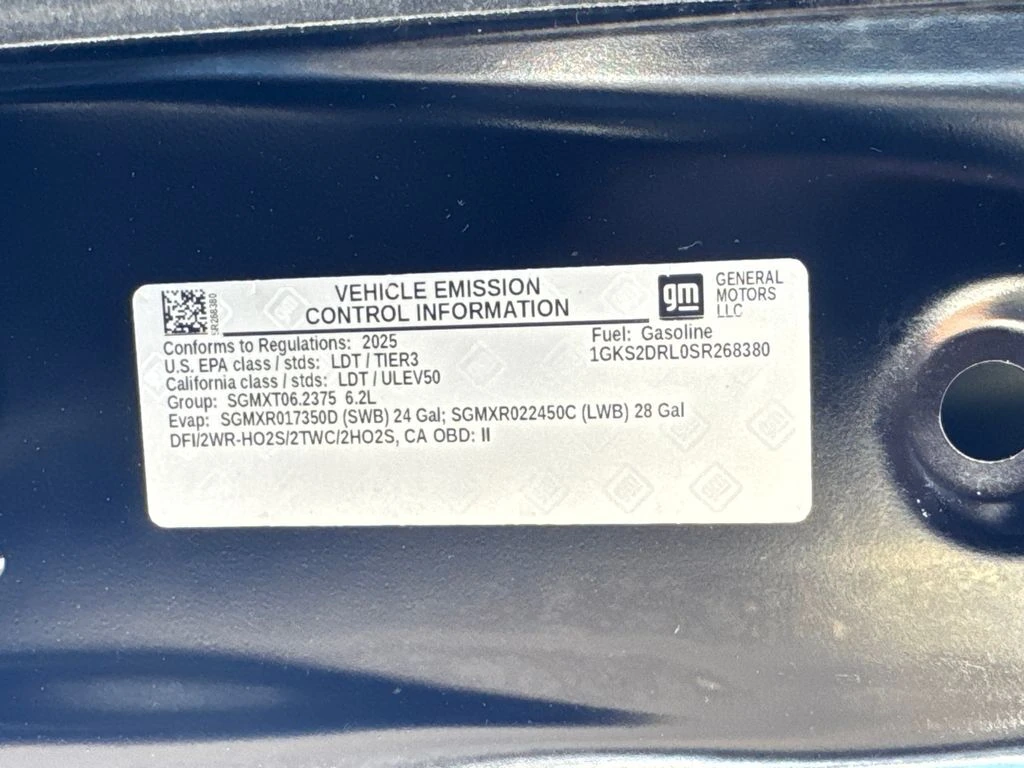 VEHICLE EMISSION
CONTROL INFORMATION
gm
GENERAL
MOTORS
LLC
SR268380
Conforms to Regulations: 2025
Fuel: Gasoline
U.S. EPA class / stds: LDT / TIER3
1GKS2DRL0SR268380
California class / stds: LDT / ULEV50
Group: SGMXT06.2375 6.2L
Evap: SGMXR017350D (SWB) 24 Gal; SGMXR022450C (LWB) 28 Gal
DFI/2WR-HO2S/2TWC/2HO2S, CA OBD: II